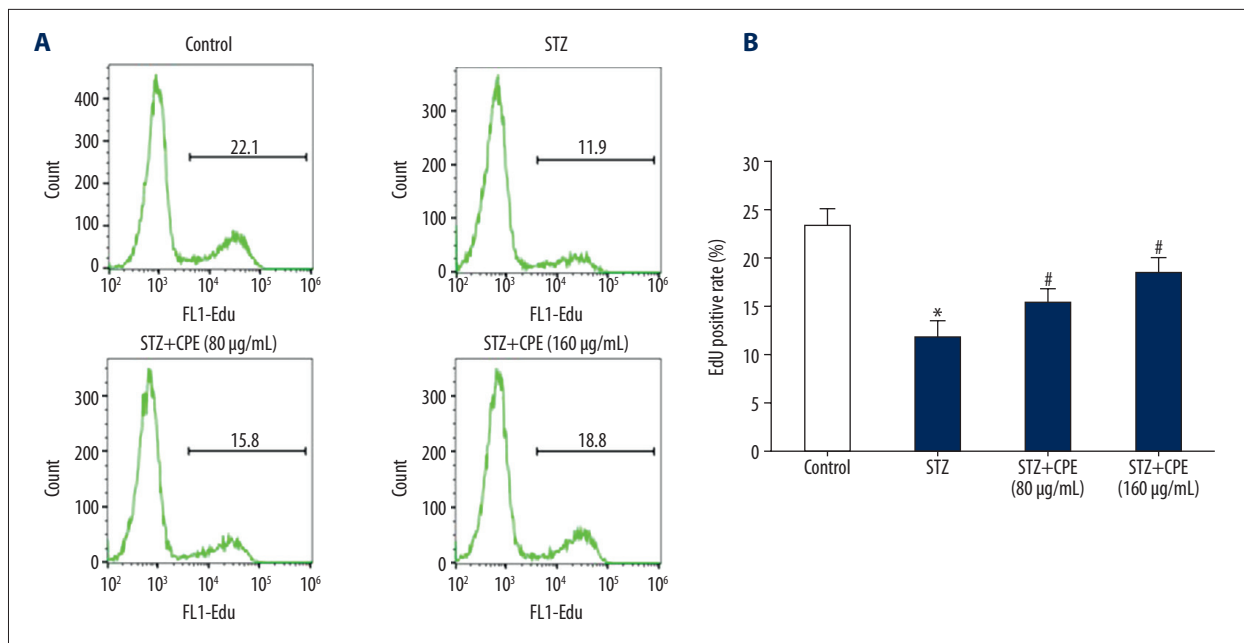 A
Control
400
300
200
100
0
Count
22.1
10² 10³ 10⁴ 10⁵ 10⁶
FL1-Edu
STZ
300
200
100
0
Count
11.9
10² 10³ 10⁴ 10⁵ 10⁶
FL1-Edu
STZ+CPE (80 µg/mL)
300
200
100
0
Count
15.8
10² 10³ 10⁴ 10⁵ 10⁶
FL1-Edu
STZ+CPE (160 µg/mL)
300
200
100
0
Count
18.8
10² 10³ 10⁴ 10⁵ 10⁶
FL1-Edu
B
30
25
20
15
10
5
0
EdU positive rate (%)
*
#
#
Control
STZ
STZ+CPE
(80 µg/mL)
STZ+CPE
(160 µg/mL)